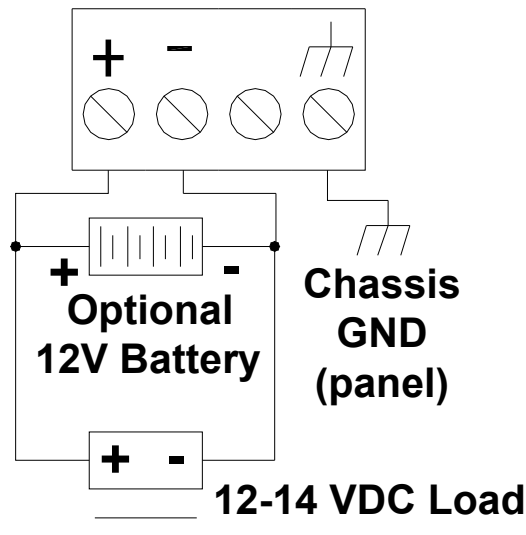 + -
+ -
Optional
12V Battery
Chassis
GND
(panel)
+ -
12-14 VDC Load